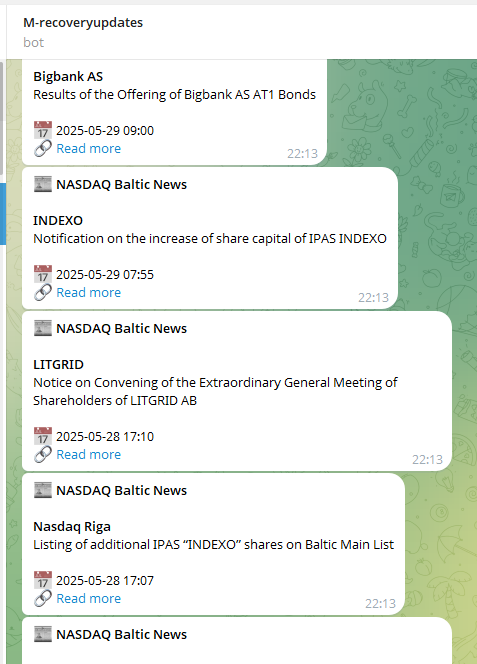 M-recoveryupdates
bot
Bigbank AS
Results of the Offering of Bigbank AS AT1 Bonds
17 2025-05-29 09:00
Read more
22:13
NASDAQ Baltic News
INDEXO
Notification on the increase of share capital of IPAS INDEXO
17 2025-05-29 07:55
Read more
22:13
NASDAQ Baltic News
LITGRID
Notice on Convening of the Extraordinary General Meeting of
Shareholders of LITGRID AB
17 2025-05-28 17:10
Read more
22:13
NASDAQ Baltic News
Nasdaq Riga
Listing of additional IPAS “INDEXO” shares on Baltic Main List
17 2025-05-28 17:07
Read more
22:13
NASDAQ Baltic News